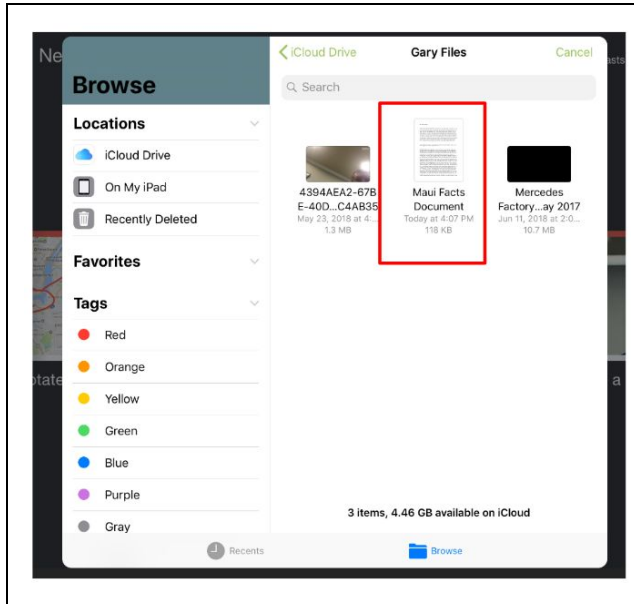 Ne
asts
iCloud Drive
Gary Files
Cancel
Browse
Search
Locations
iCloud Drive
On My iPad
Recently Deleted
Favorites
Tags
Red
Orange
Yellow
Green
Blue
Purple
Gray
4394AEA2-67B
E-40D...C4AB35
May 23, 2018 at 4:...
1.3 MB
Maui Facts
Document
Today at 4:07 PM
118 KB
Mercedes
Factory...ay 2017
Jun 11, 2018 at 2:0...
10.7 MB
otate
a
3 items, 4.46 GB available on iCloud
Recents
Browse